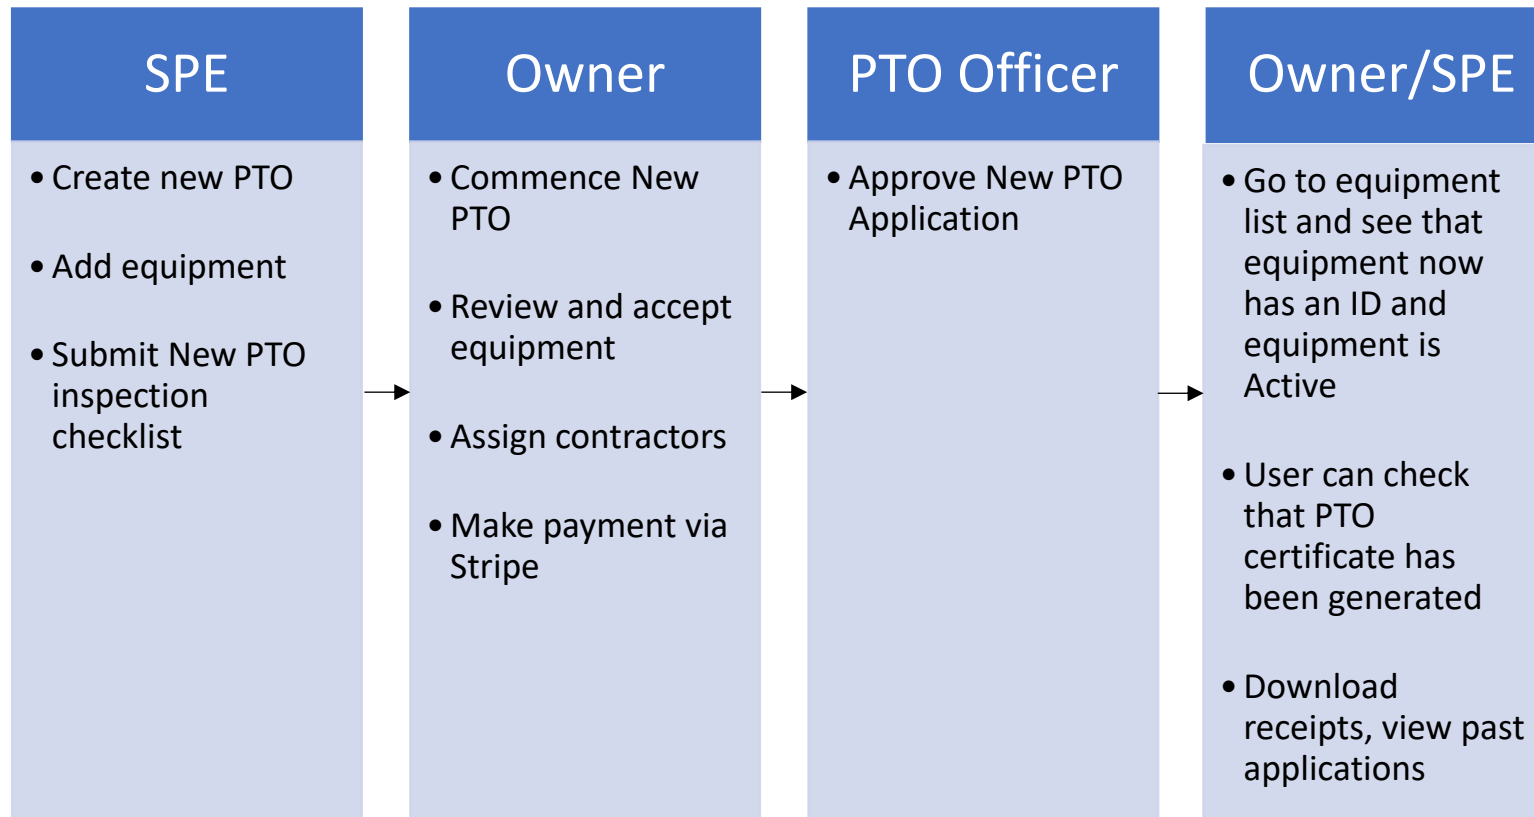 SPE
• Create new PTO
• Add equipment
• Submit New PTO
inspection
checklist
Owner
• Commence New
PTO
• Review and accept
equipment
• Assign contractors
• Make payment via
Stripe
PTO Officer
• Approve New PTO
Application
Owner/SPE
• Go to equipment
list and see that
equipment now
has an ID and
equipment is
Active
• User can check
that PTO
certificate has
been generated
• Download
receipts, view past
applications